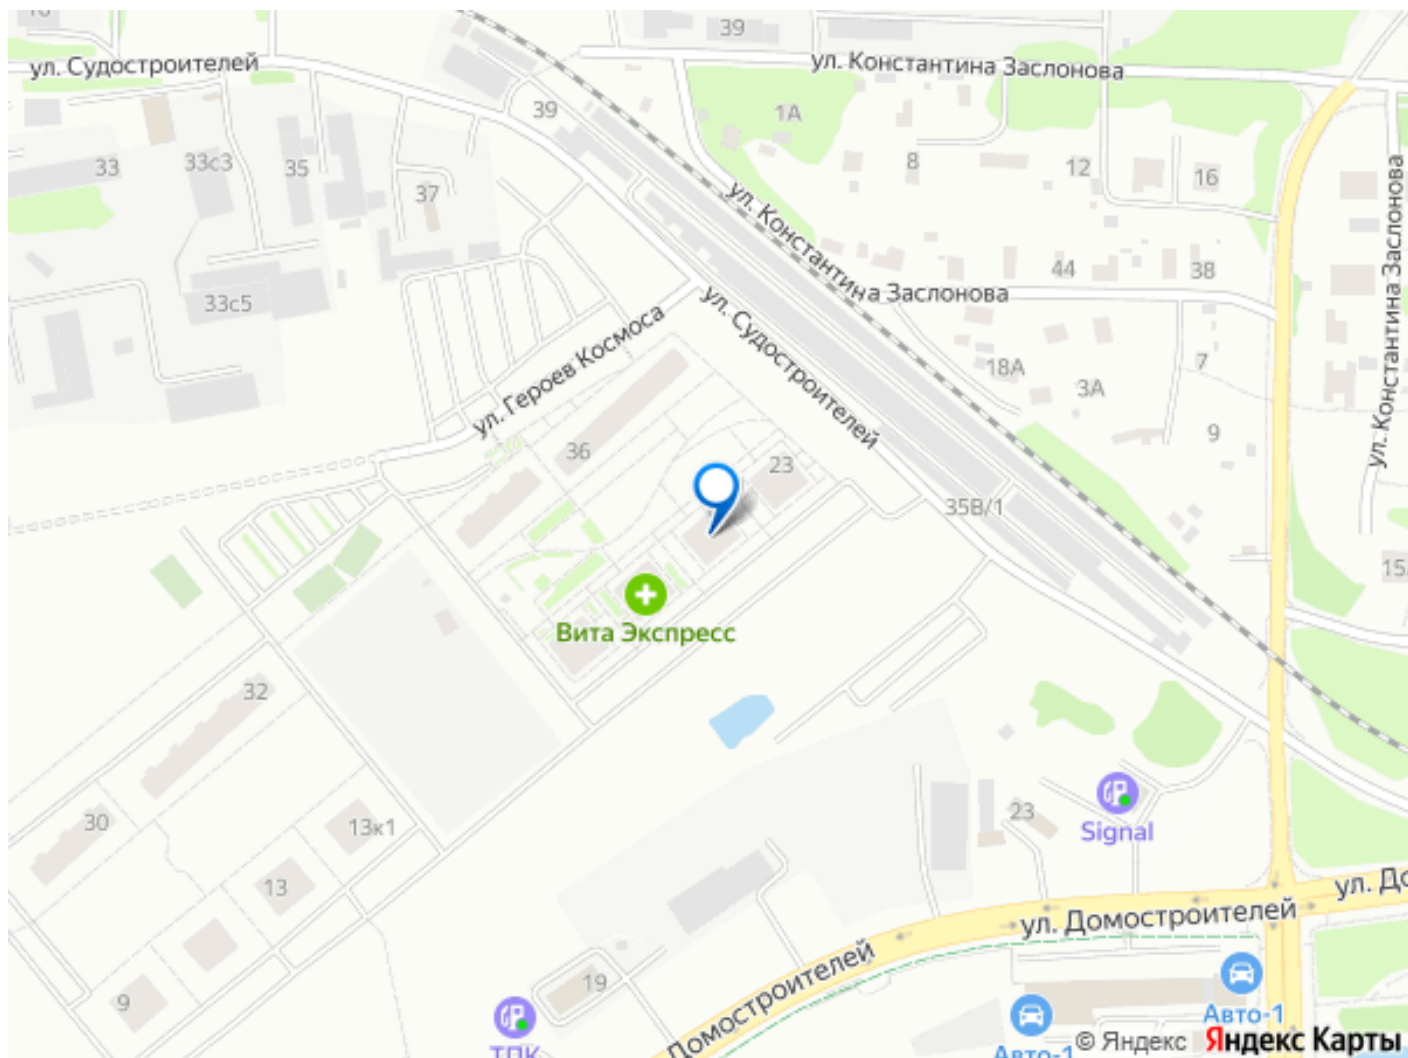 39
ул. Константина Заслонова
ул. Судостроителей
39
1А
33
33с3
35
37
8
12
16
ул. Константина Заслонова
ул. Константина Заслонова
44
38
33с5
ул. Судостроителей
ул. Героев Космоса
18А
7
3А
9
36
23
35В/1
Вита Экспресс
32
30
13к1
23
Signal
13
ул. Домостроителей
19
9
Домостроителей
Авто-1
Авто-1
ТПК
© Яндекс Яндекс Карты